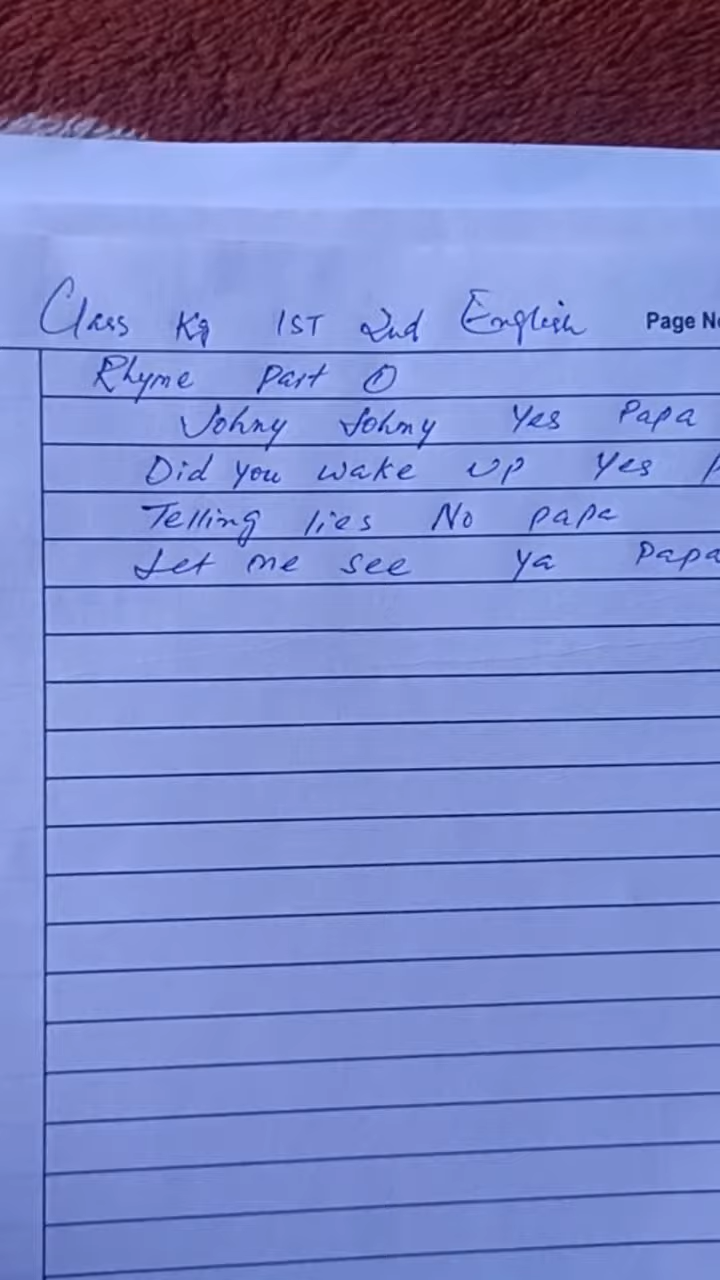 Class Kg 1ST 2nd English Page
Rhyme Part ①
Johny Johny Yes Papa
Did you wake up Yes
Telling lies No papa
Let me see ya Papa